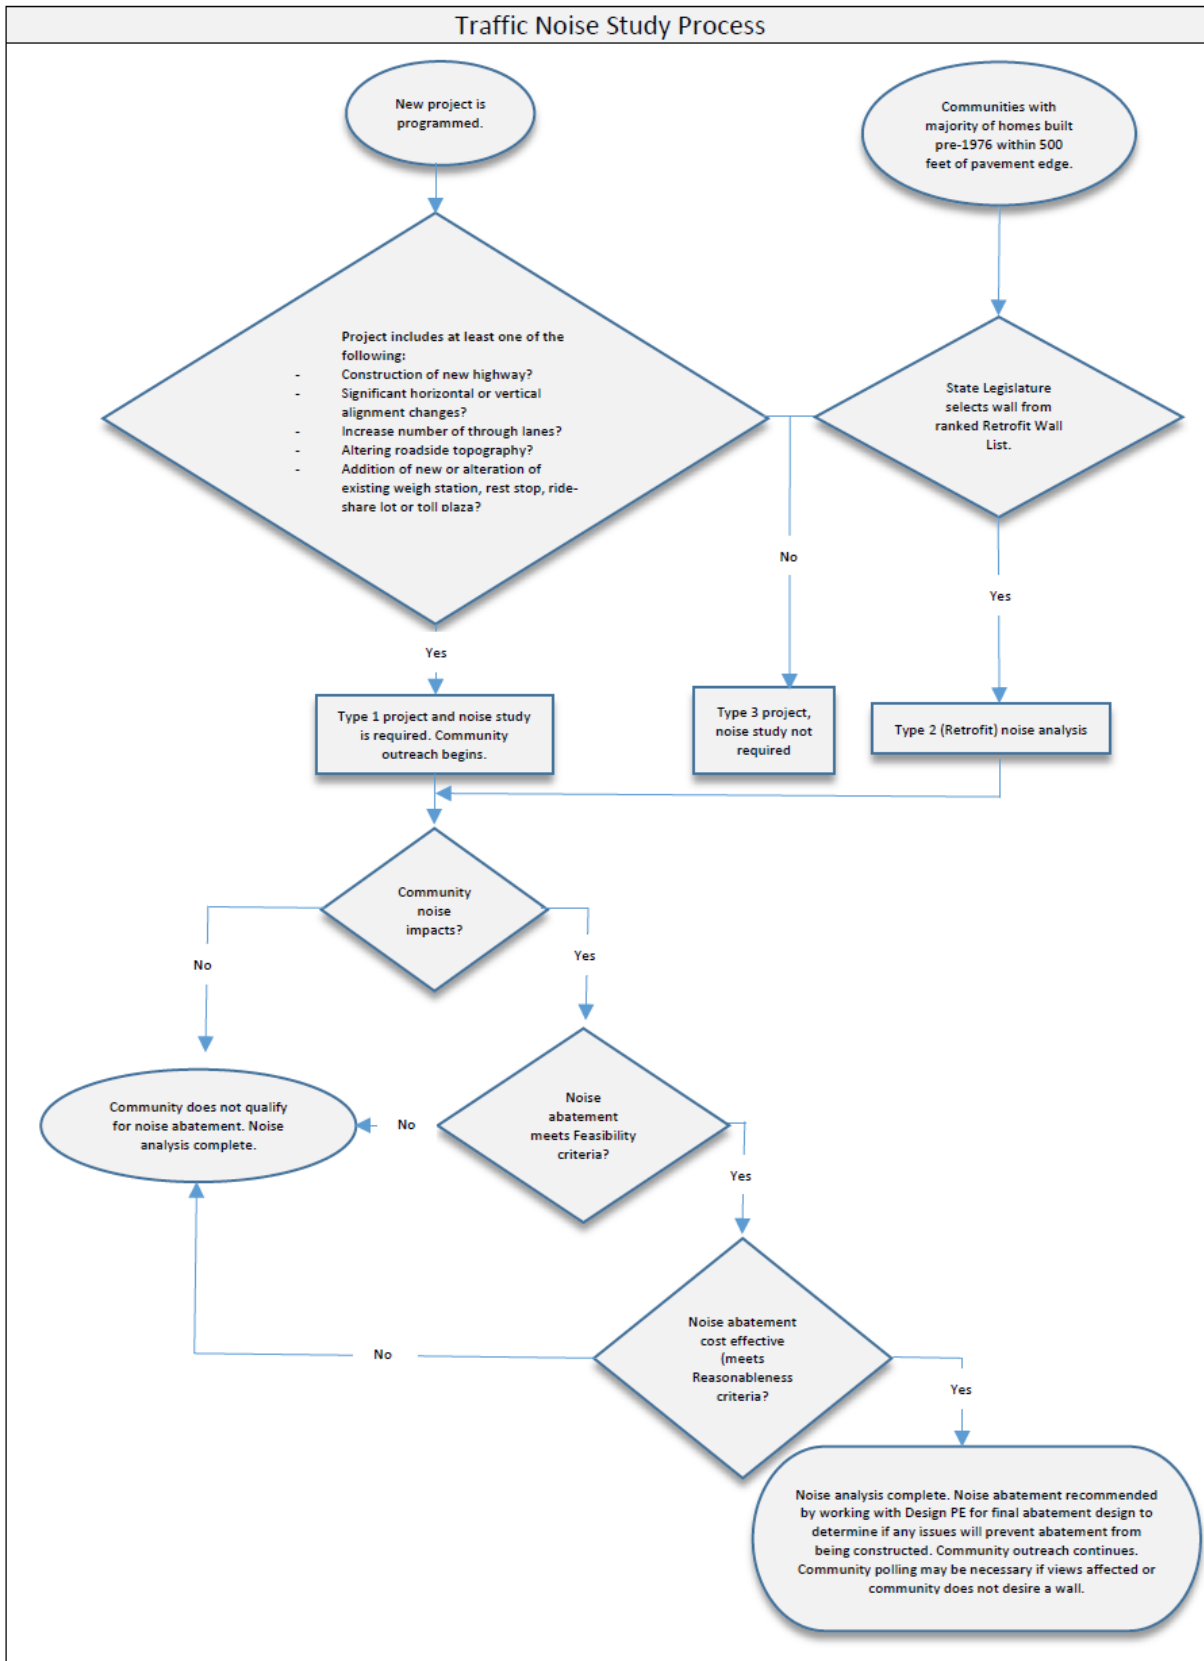 Traffic Noise Study Process
New project is
programmed.
Communities with
majority of homes built
pre-1976 within 500
feet of pavement edge.
Project includes at least one of the
following:
- Construction of new highway?
- Significant horizontal or vertical
alignment changes?
- Increase number of through lanes?
- Altering roadside topography?
- Addition of new or alteration of
existing weigh station, rest stop, ride-
share lot or toll plaza?
State Legislature
selects wall from
ranked Retrofit Wall
List.
No
Yes
Yes
Type 1 project and noise study
is required. Community
outreach begins.
Type 3 project,
noise study not
required
Type 2 (Retrofit) noise analysis
Community
noise
impacts?
No
Yes
Community does not qualify
for noise abatement. Noise
analysis complete.
No
Noise
abatement
meets Feasibility
criteria?
Yes
Noise abatement
cost effective
(meets
Reasonableness
criteria?
No
Yes
Noise analysis complete. Noise abatement recommended
by working with Design PE for final abatement design to
determine if any issues will prevent abatement from
being constructed. Community outreach continues.
Community polling may be necessary if views affected or
community does not desire a wall.